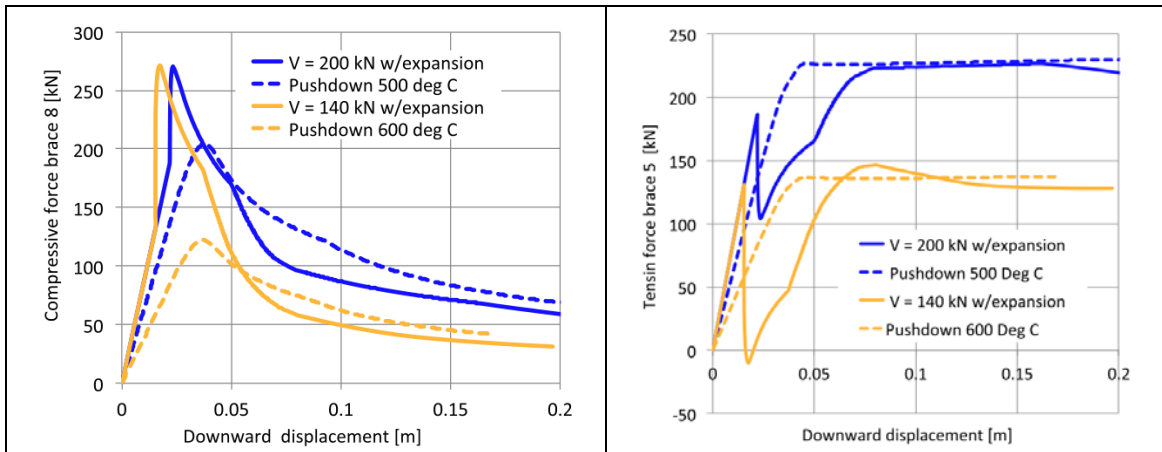 300
250
200
150
100
50
0
Compressive force brace 8 [kN]
V = 200 kN w/expansion
Pushdown 500 deg C
V = 140 kN w/expansion
Pushdown 600 deg C
0 0.05 0.1 0.15 0.2
Downward displacement [m]
250
200
150
100
50
0
-50
Tensin force brace 5 [kN]
V = 200 kN w/expansion
Pushdown 500 Deg C
V = 140 kN w/expansion
Pushdown 600 Deg C
0 0.05 0.1 0.15 0.2
Downward displacement [m]